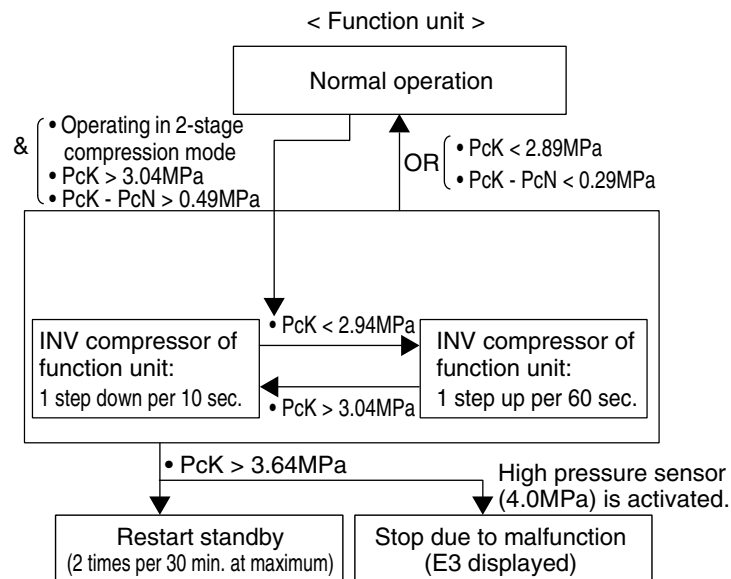 < Function unit >
Normal operation
&
• Operating in 2-stage
compression mode
• PcK > 3.04MPa
• PcK - PcN > 0.49MPa
OR
• PcK < 2.89MPa
• PcK - PcN < 0.29MPa
INV compressor of
function unit:
1 step down per 10 sec.
• PcK < 2.94MPa
• PcK > 3.04MPa
INV compressor of
function unit:
1 step up per 60 sec.
• PcK > 3.64MPa
High pressure sensor
(4.0MPa) is activated.
Restart standby
(2 times per 30 min. at maximum)
Stop due to malfunction
(E3 displayed)